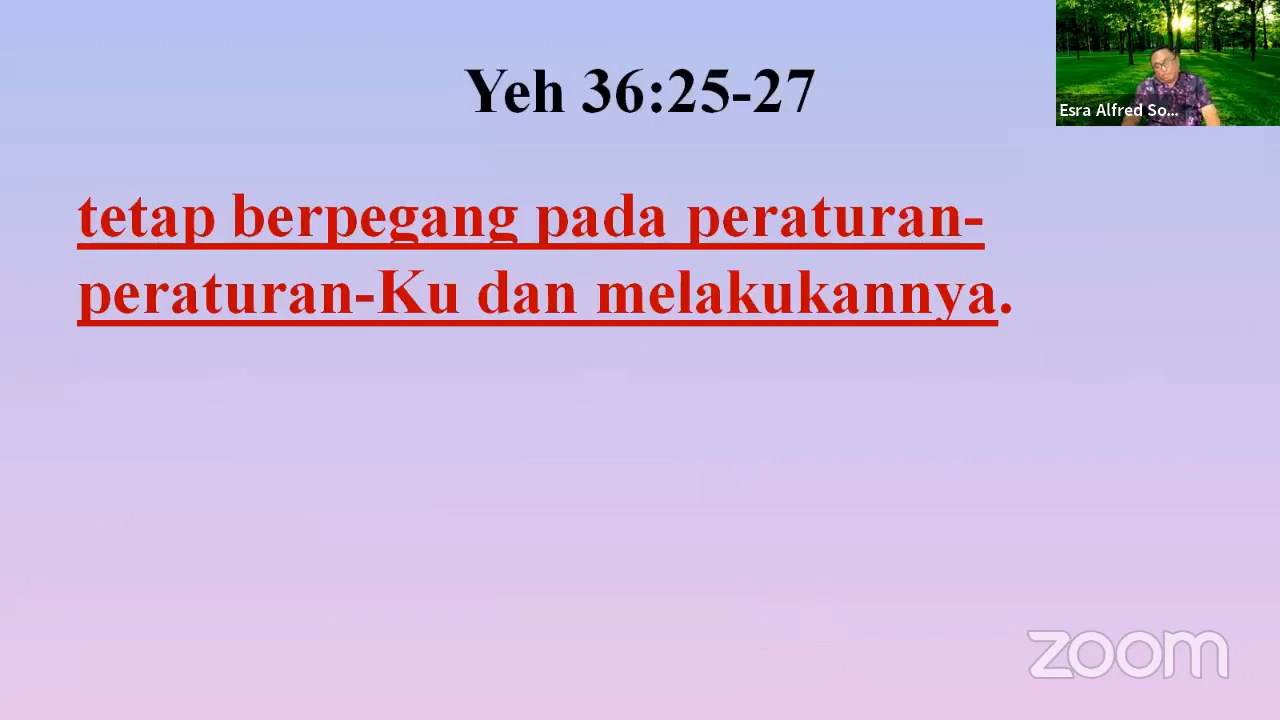 Yeh 36:25-27
Esra Alfred So...
tetap berpegang pada peraturan-
peraturan-Ku dan melakukannya.
zoom